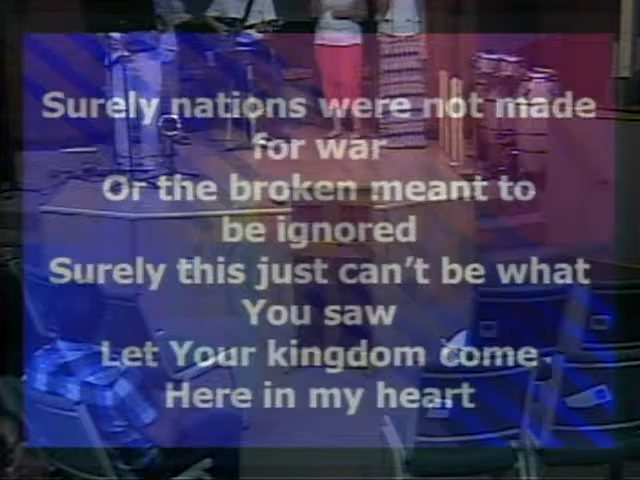 Surely nations were not made
for war
Or the broken meant to
be ignored
Surely this just can't be what
You saw
Let Your kingdom come
Here in my heart